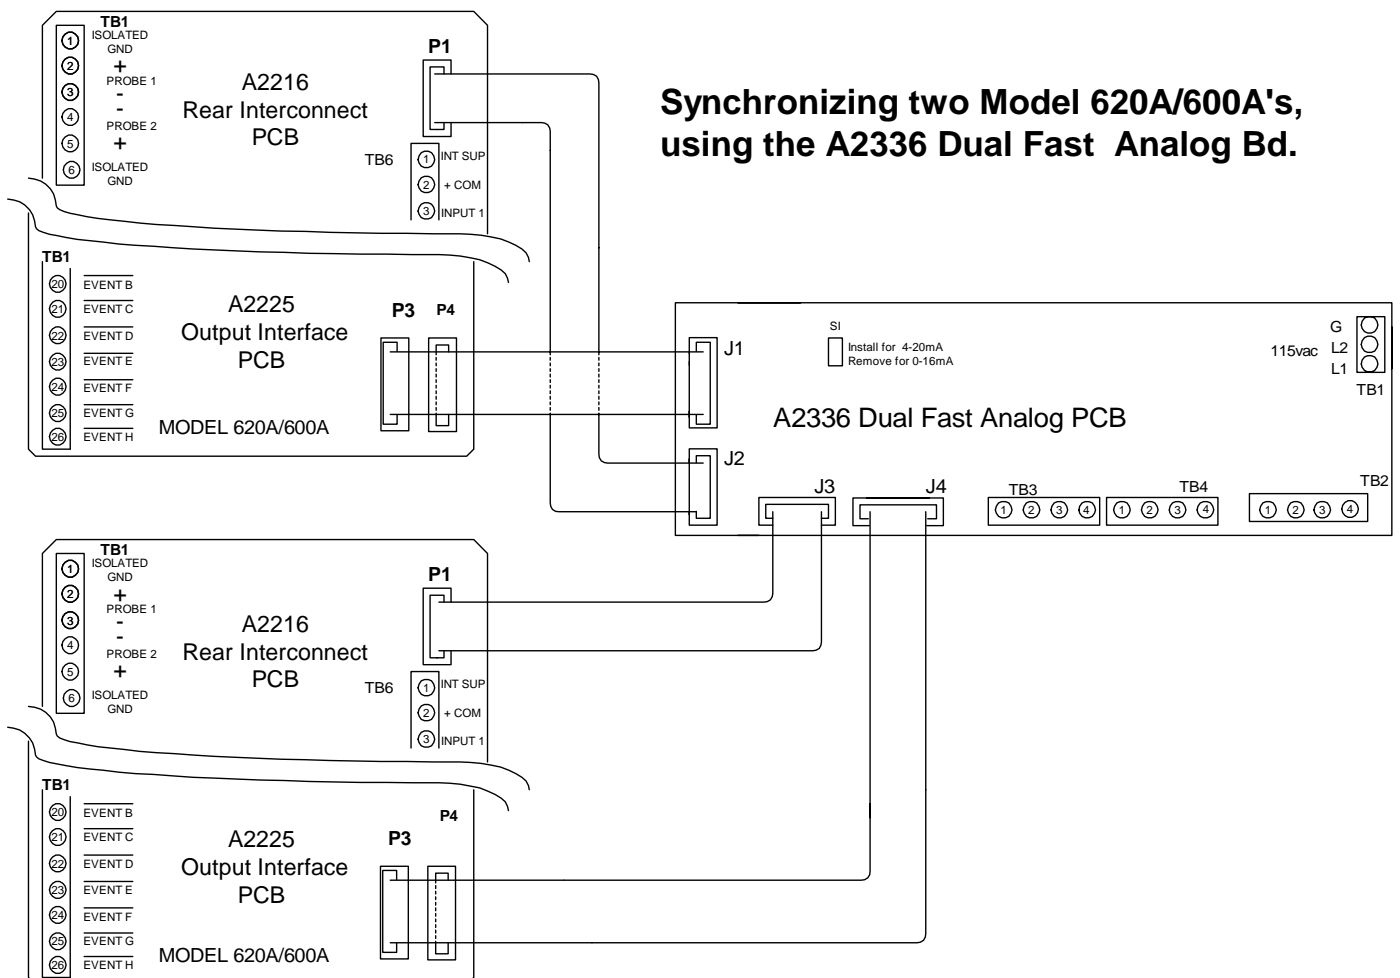 Synchronizing two Model 620A/600A's,
using the A2336 Dual Fast Analog Bd.
TB1
1 ISOLATED
GND
2 +
PROBE 1
3 -
4 -
PROBE 2
5 +
6 ISOLATED
GND
A2216
Rear Interconnect
PCB
P1
TB6
1 INT SUP
2 + COM
3 INPUT 1
TB1
20 EVENT B
21 EVENT C
22 EVENT D
23 EVENT E
24 EVENT F
25 EVENT G
26 EVENT H
A2225
Output Interface
PCB
MODEL 620A/600A
P3 P4
J1
J2
SI
Install for 4-20mA
Remove for 0-16mA
115vac
G
L2
L1
TB1
A2336 Dual Fast Analog PCB
J3
J4
TB3
1 2 3 4
TB4
1 2 3 4
TB2
1 2 3 4
TB1
1 ISOLATED
GND
2 +
PROBE 1
3 -
4 -
PROBE 2
5 +
6 ISOLATED
GND
A2216
Rear Interconnect
PCB
P1
TB6
1 INT SUP
2 + COM
3 INPUT 1
TB1
20 EVENT B
21 EVENT C
22 EVENT D
23 EVENT E
24 EVENT F
25 EVENT G
26 EVENT H
A2225
Output Interface
PCB
MODEL 620A/600A
P3
P4